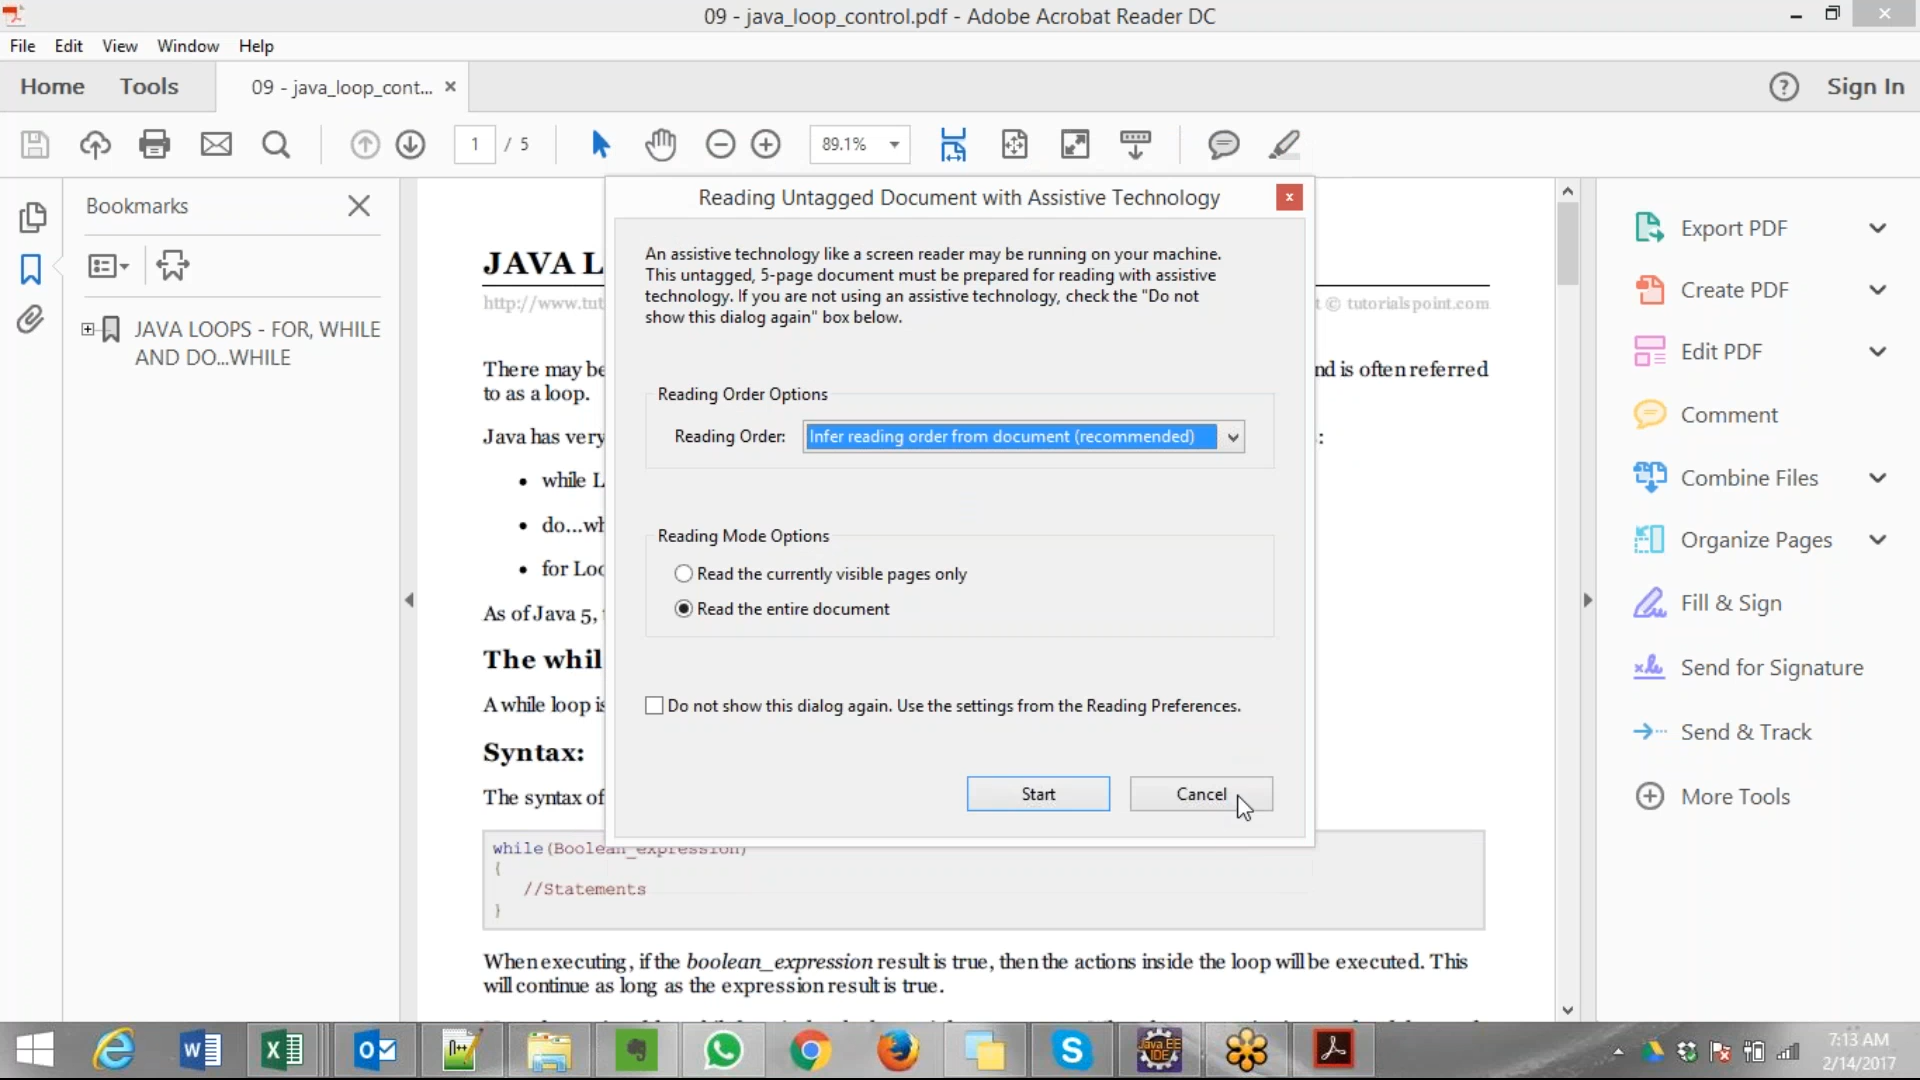 09 - java_loop_control.pdf - Adobe Acrobat Reader DC
File Edit View Window Help
Home Tools 09 - java_loop_cont... Sign In
1 / 5 89.1%
Bookmarks
JAVA LOOPS - FOR, WHILE
AND DO...WHILE
JAVA L
http://www.tut
t © tutorialspoint.com
There may be
nd is often referred
to as a loop.
Java has very
:
• while L
• do...wh
• for Loo
As of Java 5,
The whil
A while loop is
Syntax:
The syntax of
while(Boolean_expression)
{
//Statements
}
When executing, if the boolean_expression result is true, then the actions inside the loop will be executed. This
will continue as long as the expression result is true.
Reading Untagged Document with Assistive Technology
An assistive technology like a screen reader may be running on your machine.
This untagged, 5-page document must be prepared for reading with assistive
technology. If you are not using an assistive technology, check the "Do not
show this dialog again" box below.
Reading Order Options
Reading Order: Infer reading order from document (recommended)
Reading Mode Options
Read the currently visible pages only
Read the entire document
Do not show this dialog again. Use the settings from the Reading Preferences.
Start Cancel
Export PDF
Create PDF
Edit PDF
Comment
Combine Files
Organize Pages
Fill & Sign
Send for Signature
Send & Track
More Tools
Java EE
IDE
7:13 AM
2/14/2017